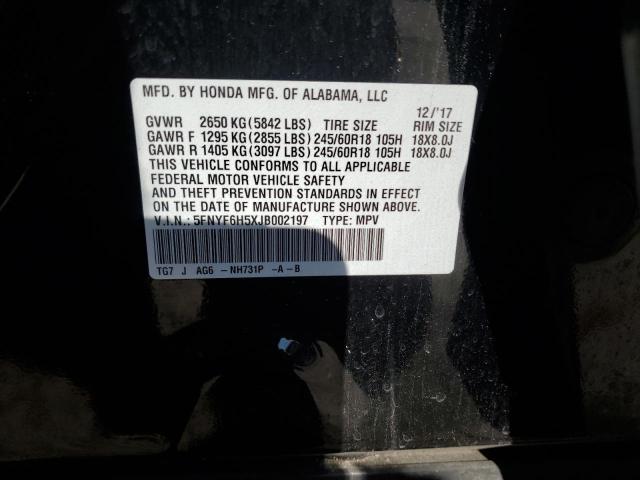 MFD. BY HONDA MFG. OF ALABAMA, LLC
12/'17
GVWR 2650 KG(5842 LBS) TIRE SIZE RIM SIZE
GAWR F 1295 KG(2855 LBS)245/60R18 105H 18X8.0J
GAWR R 1405 KG(3097 LBS)245/60R18 105H 18X8.0J
THIS VEHICLE CONFORMS TO ALL APPLICABLE
FEDERAL MOTOR VEHICLE SAFETY
AND THEFT PREVENTION STANDARDS IN EFFECT
ON THE DATE OF MANUFACTURE SHOWN ABOVE.
V.I.N.: 5FNYF6H5XJB002197 TYPE: MPV
TG7 J AG6 - NH731P -A-B